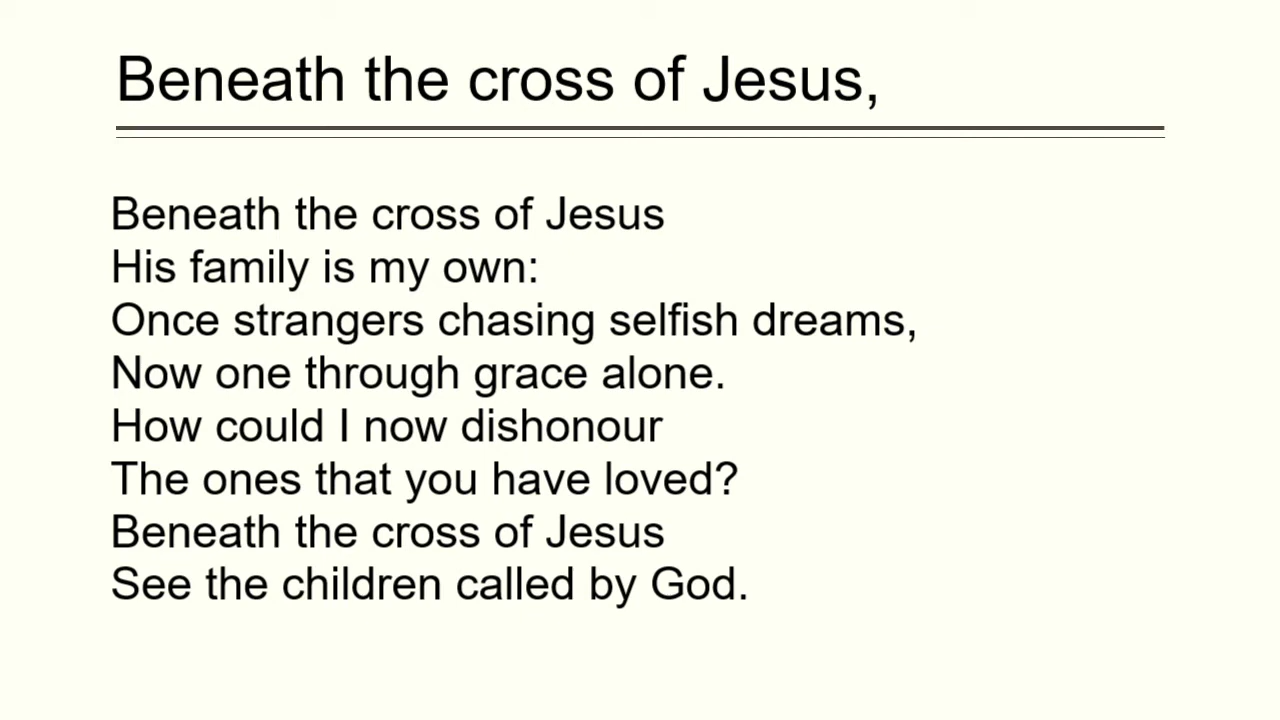 Beneath the cross of Jesus,
Beneath the cross of Jesus
His family is my own:
Once strangers chasing selfish dreams,
Now one through grace alone.
How could I now dishonour
The ones that you have loved?
Beneath the cross of Jesus
See the children called by God.